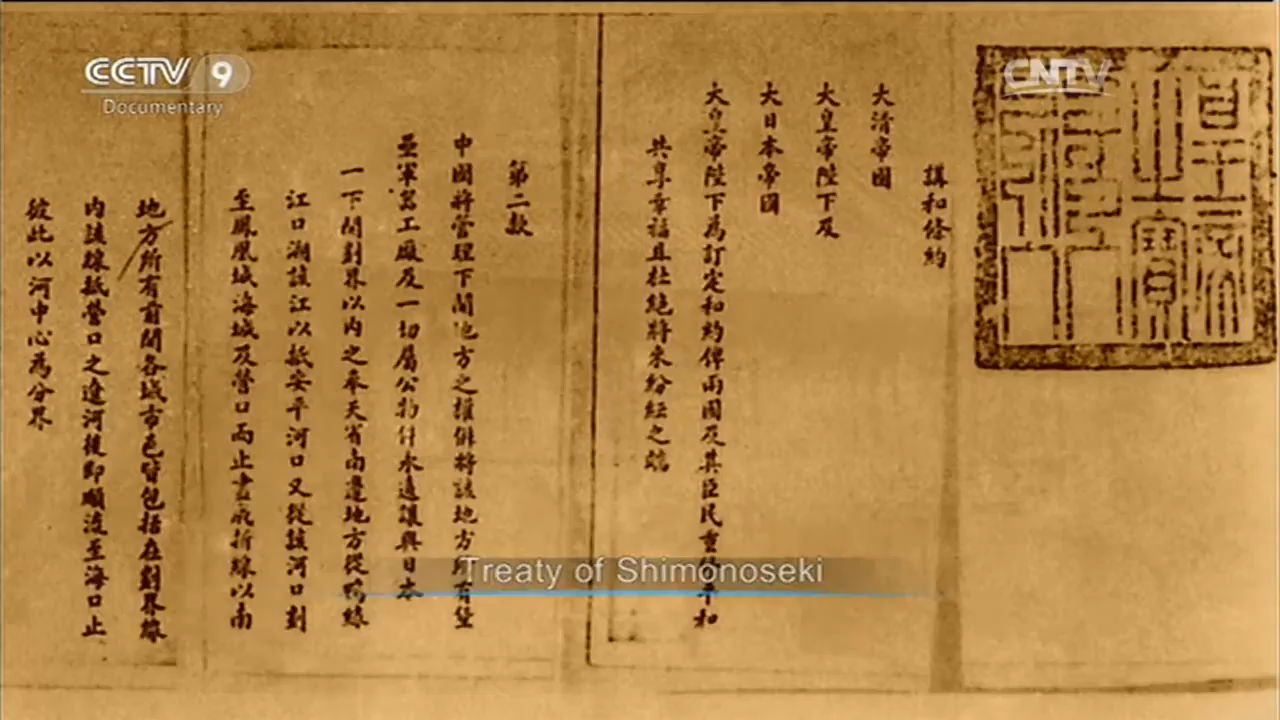 CCTV 9
Documentary
CNTV
講和條約
大清帝國
大皇帝陛下及
大日本帝國
大皇帝陛下為訂定和約俾兩國及其臣民重修平和
共享幸福且杜絕將來紛紜之端
第二款
中國將管理下開地方之權併將該地方所有堡
壘軍器工廠及一切屬公物件永遠讓與日本
一下開劃界以內之奉天省南邊地方從鴨綠
江口溯該江以抵安平河口又從該河口劃
至鳳凰城海城及營口而止畫成折線以南
地方所有前開各城市邑皆包括在劃界線
內該線抵營口之遼河後即順流至海口止
彼此以河中心為分界
Treaty of Shimonoseki